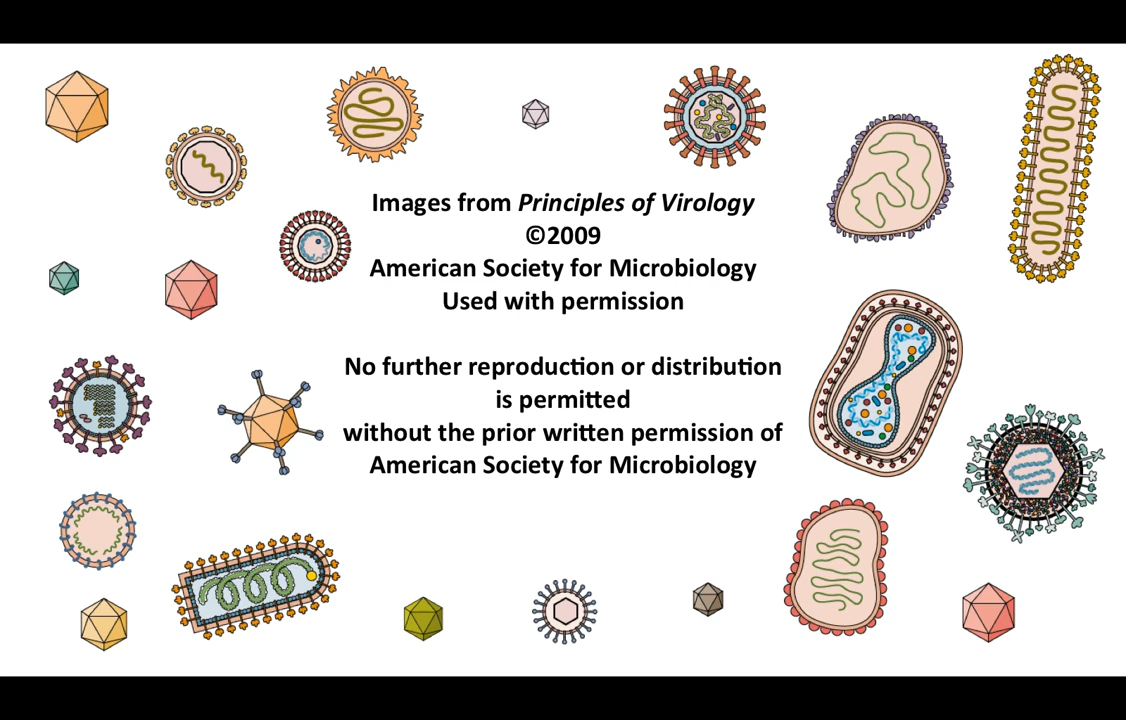 Images from Principles of Virology
©2009
American Society for Microbiology
Used with permission
No further reproduction or distribution
is permitted
without the prior written permission of
American Society for Microbiology